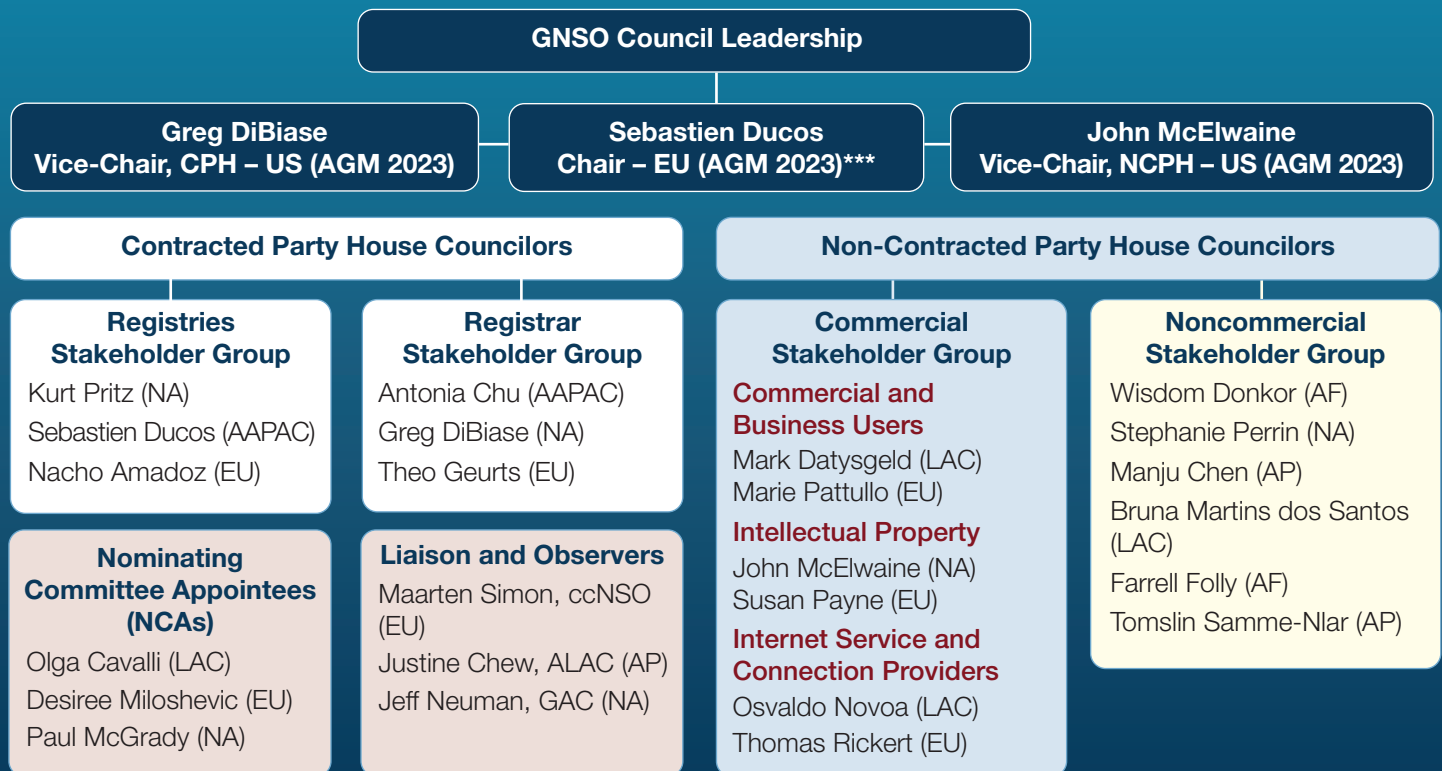 GNSO Council Leadership
Greg DiBiase
Vice-Chair, CPH – US (AGM 2023)
Sebastien Ducos
Chair – EU (AGM 2023)***
John McElwaine
Vice-Chair, NCPH – US (AGM 2023)
Contracted Party House Councilors
Registries
Stakeholder Group
Kurt Pritz (NA)
Sebastien Ducos (AAPAC)
Nacho Amadoz (EU)
Registrar
Stakeholder Group
Antonia Chu (AAPAC)
Greg DiBiase (NA)
Theo Geurts (EU)
Nominating
Committee Appointees
(NCAs)
Olga Cavalli (LAC)
Desiree Miloshevic (EU)
Paul McGrady (NA)
Liaison and Observers
Maarten Simon, ccNSO
(EU)
Justine Chew, ALAC (AP)
Jeff Neuman, GAC (NA)
Non-Contracted Party House Councilors
Commercial
Stakeholder Group
Commercial and
Business Users
Mark Datysgeld (LAC)
Marie Pattullo (EU)
Intellectual Property
John McElwaine (NA)
Susan Payne (EU)
Internet Service and
Connection Providers
Osvaldo Novoa (LAC)
Thomas Rickert (EU)
Noncommercial
Stakeholder Group
Wisdom Donkor (AF)
Stephanie Perrin (NA)
Manju Chen (AP)
Bruna Martins dos Santos
(LAC)
Farrell Folly (AF)
Tomslin Samme-Nlar (AP)